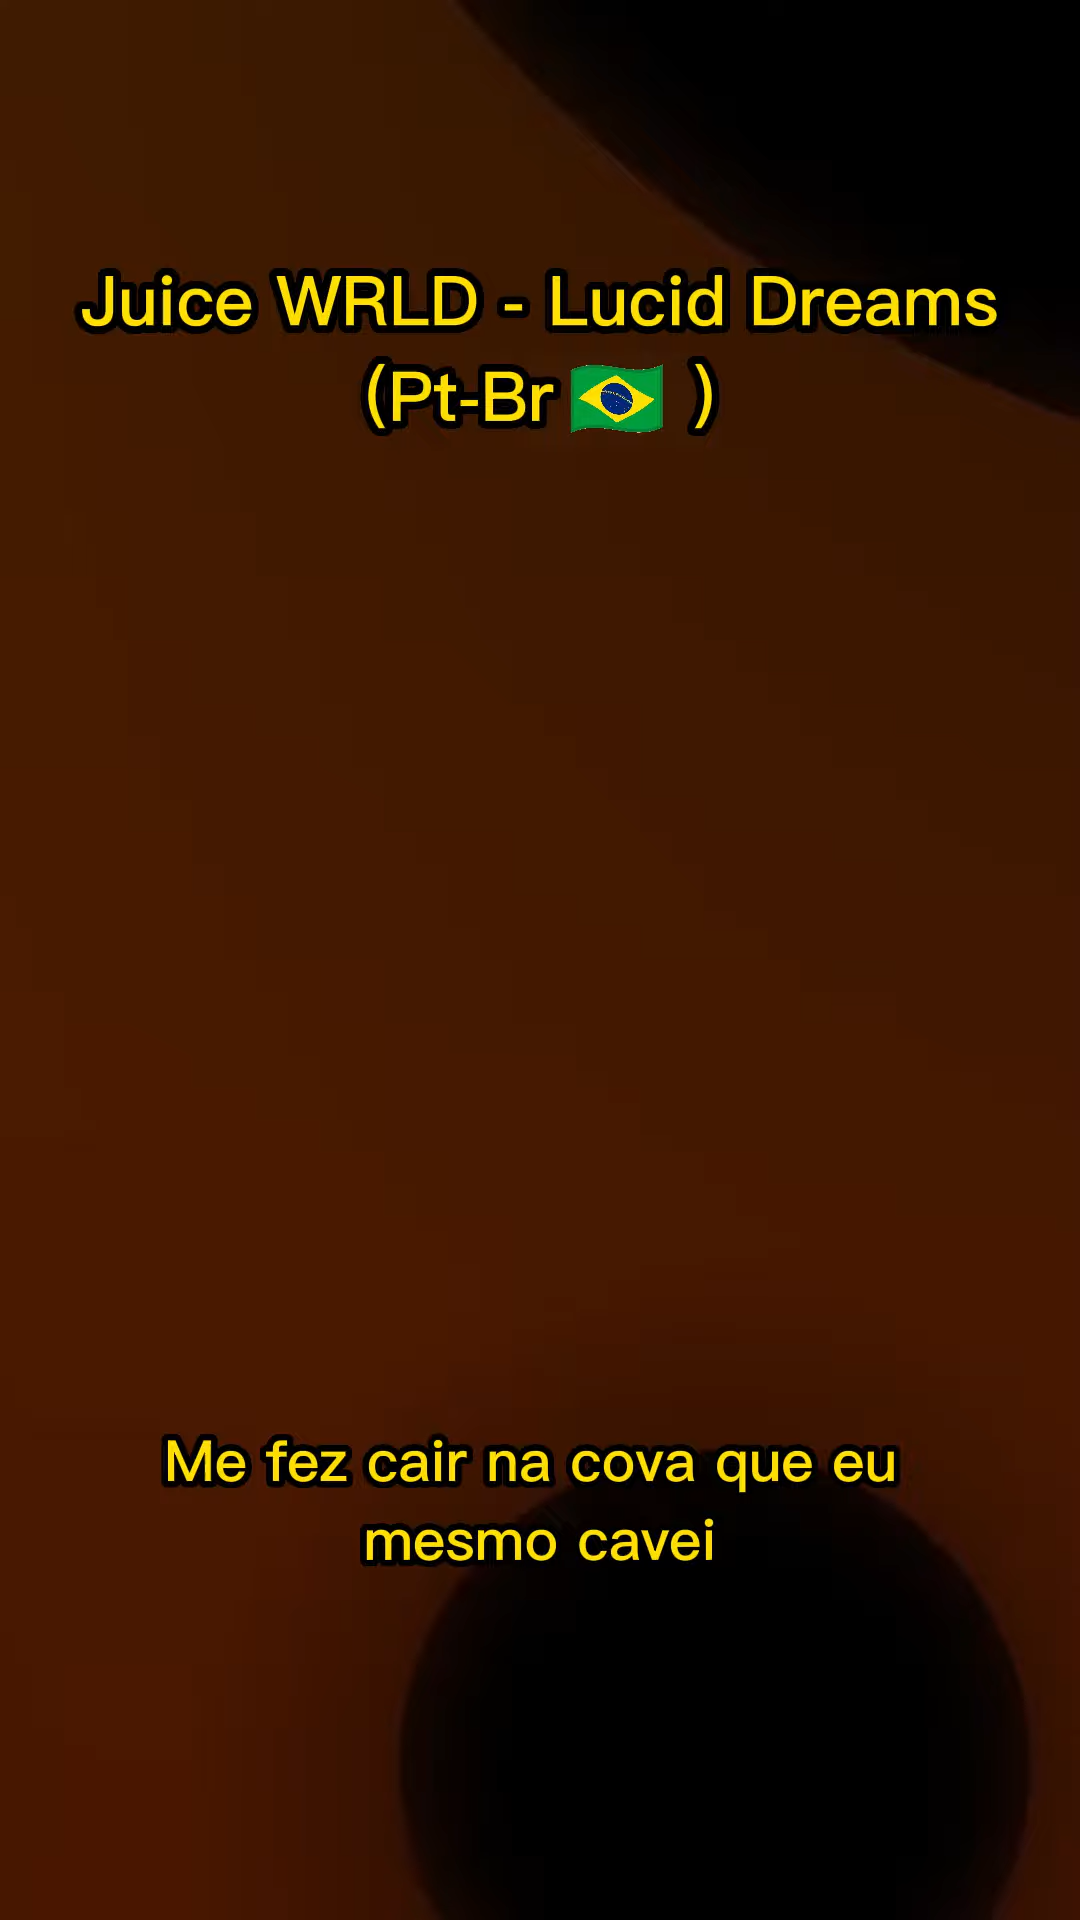 Juice WRLD - Lucid Dreams
(Pt-Br 🇧🇷 )
Me fez cair na cova que eu
mesmo cavei